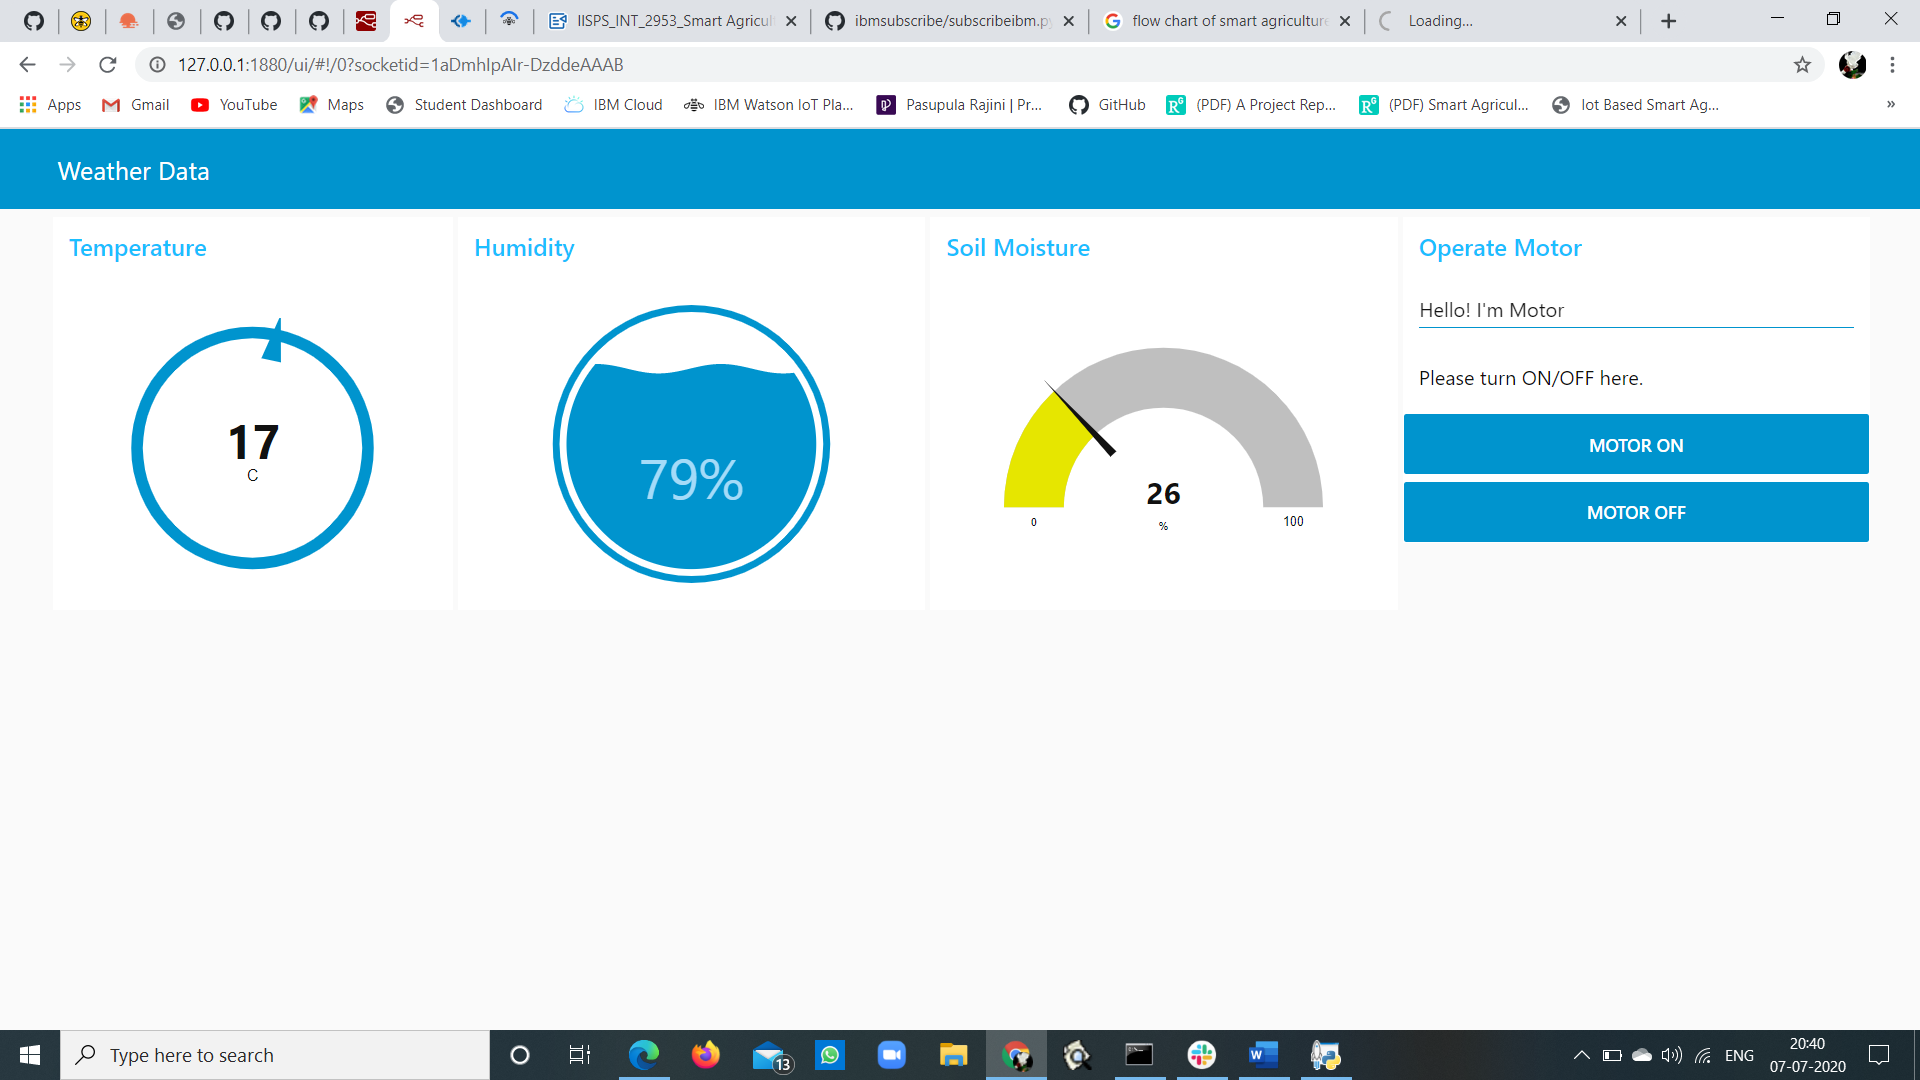 IISPS_INT_2953_Smart Agricul
ibmsubscribe/subscribeibm.py
flow chart of smart agriculture
Loading...
127.0.0.1:1880/ui/#!/0?socketid=1aDmhIpAIr-DzddeAAAB
Apps Gmail YouTube Maps Student Dashboard IBM Cloud IBM Watson IoT Pla... Pasupula Rajini | Pr... GitHub (PDF) A Project Rep... (PDF) Smart Agricul... Iot Based Smart Ag... »
Weather Data
Temperature
17
C
Humidity
79%
Soil Moisture
26
0 % 100
Operate Motor
Hello! I'm Motor
Please turn ON/OFF here.
MOTOR ON
MOTOR OFF
Type here to search
13
ENG
20:40
07-07-2020